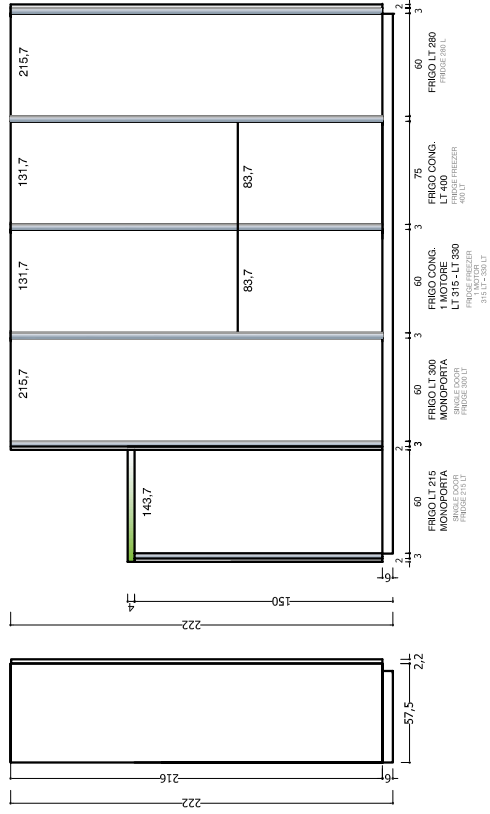 222
216
6
57,5
2,2
222
4
150
6
215,7
131,7
131,7
215,7
143,7
83,7
83,7
2
3
60
2
3
60
3
60
3
75
60
3
2
FRIGO LT 215
MONOPORTA
SINGLE DOOR
FRIDGE 215 LT
FRIGO LT 300
MONOPORTA
SINGLE DOOR
FRIDGE 300 LT
FRIGO CONG.
1 MOTORE
LT 315 - LT 330
FRIDGE FREEZER
1 MOTOR
315 LT - 330 LT
FRIGO CONG.
LT 400
FRIDGE FREEZER
400 LT
FRIGO LT 280
FRIDGE 280 L